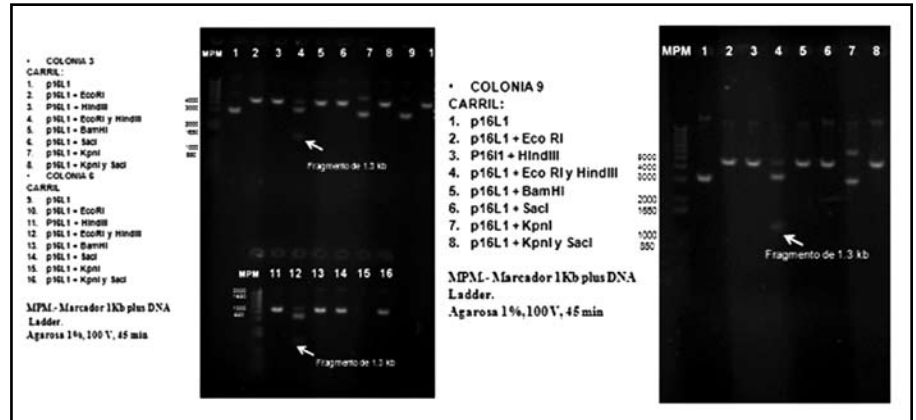 • COLONIA 3
CARRIL:
1. p16L1
2. p16L1 + EcoRI
3. P16L1 + HindIII
4. p16L1 + EcoRI y HindIII
5. p16L1 + BamHI
6. p16L1 + SacI
7. p16L1 + KpnI
8. p16L1 + KpnI y SacI
• COLONIA 6
CARRIL
9. p16L1
10. p16L1 + EcoRI
11. P16L1 + HindIII
12. p16L1 + EcoRI y HindIII
13. p16L1 + BamHI
14. p16L1 + SacI
15. p16L1 + KpnI
16. p16L1 + KpnI y SacI
MPM.- Marcador 1Kb plus DNA
Ladder.
Agarosa 1%, 100 V, 45 min
MPM 1 2 3 4 5 6 7 8 9 1
Fragmento de 1.3 kb
MPM 11 12 13 14 15 16
Fragmento de 1.3 kb
• COLONIA 9
CARRIL:
1. p16L1
2. p16L1 + Eco RI
3. P16l1 + HIndIII
4. p16L1 + Eco RI y HindIII
5. p16L1 + BamHI
6. p16L1 + SacI
7. p16L1 + KpnI
8. p16L1 + KpnI y SacI
MPM.- Marcador 1Kb plus DNA
Ladder.
Agarosa 1%, 100 V, 45 min
MPM 1 2 3 4 5 6 7 8
5000
4000
3000
2000
1650
1000
850
Fragmento de 1.3 kb